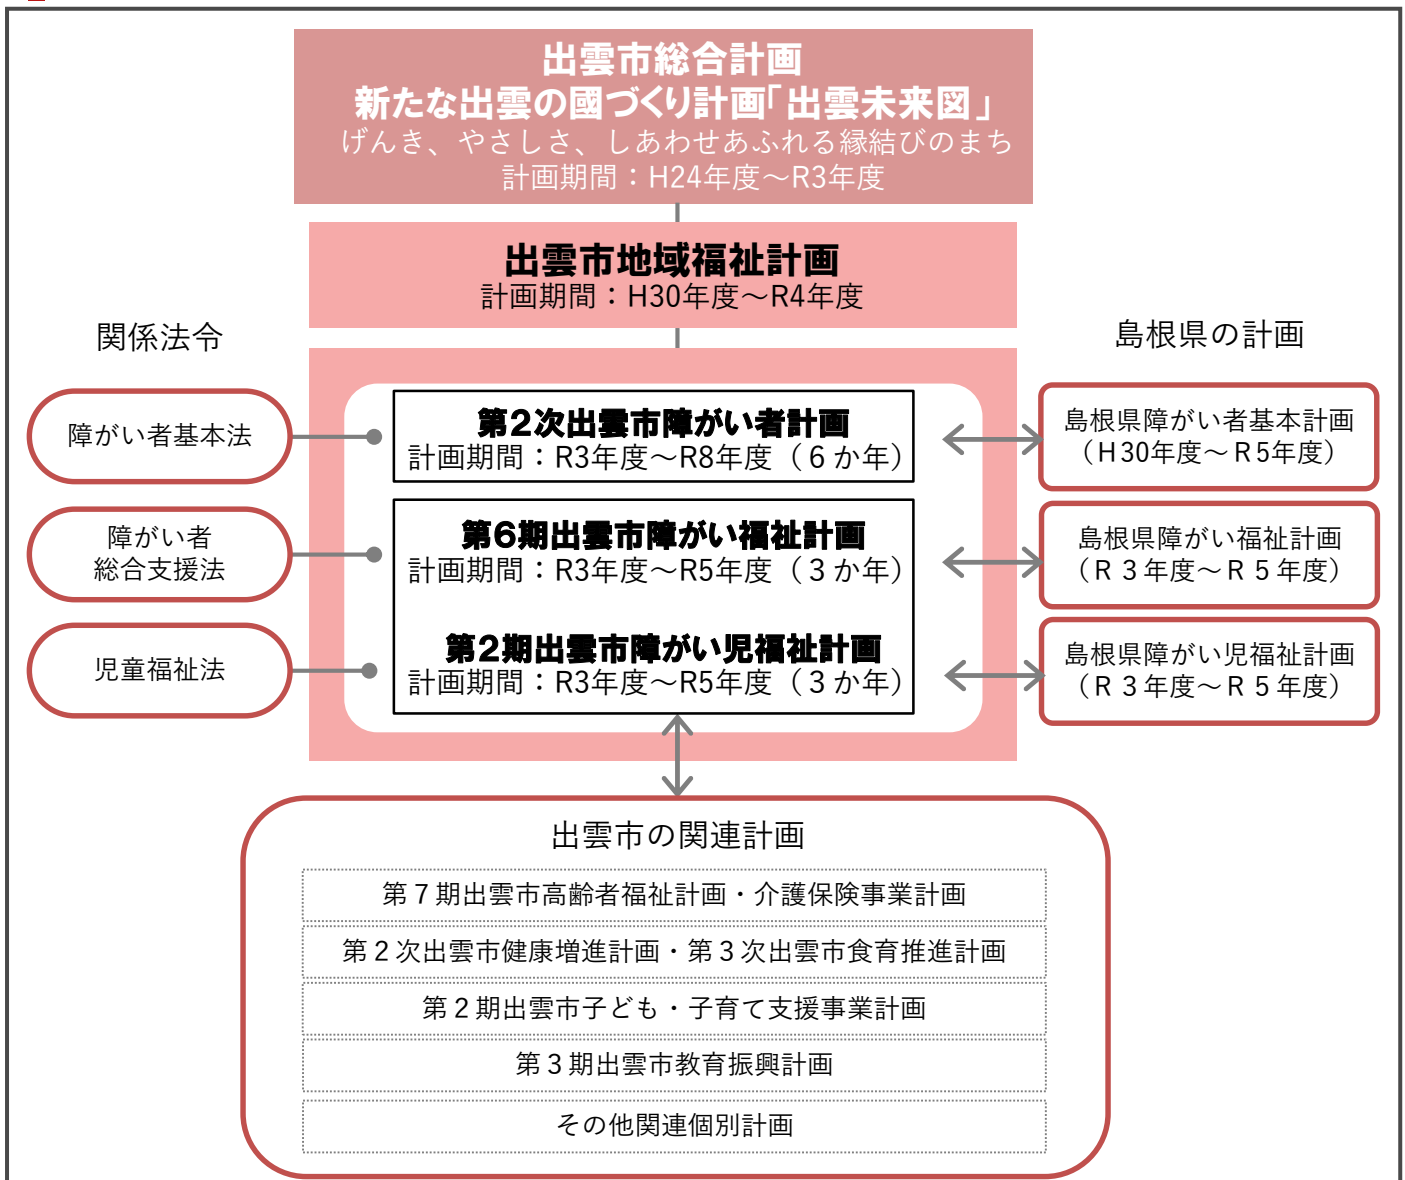 出雲市総合計画
新たな出雲の國づくり計画「出雲未来図」
げんき、やさしさ、しあわせあふれる縁結びのまち
計画期間：H24年度～R3年度
出雲市地域福祉計画
計画期間：H30年度～R4年度
関係法令
障がい者基本法
障がい者
総合支援法
児童福祉法
第2次出雲市障がい者計画
計画期間：R3年度～R8年度（６か年）
第6期出雲市障がい福祉計画
計画期間：R3年度～R5年度（３か年）
第2期出雲市障がい児福祉計画
計画期間：R3年度～R5年度（３か年）
島根県の計画
島根県障がい者基本計画
（H30年度～R5年度）
島根県障がい福祉計画
（R３年度～R５年度）
島根県障がい児福祉計画
（R３年度～R５年度）
出雲市の関連計画
第７期出雲市高齢者福祉計画・介護保険事業計画
第２次出雲市健康増進計画・第３次出雲市食育推進計画
第２期出雲市子ども・子育て支援事業計画
第３期出雲市教育振興計画
その他関連個別計画